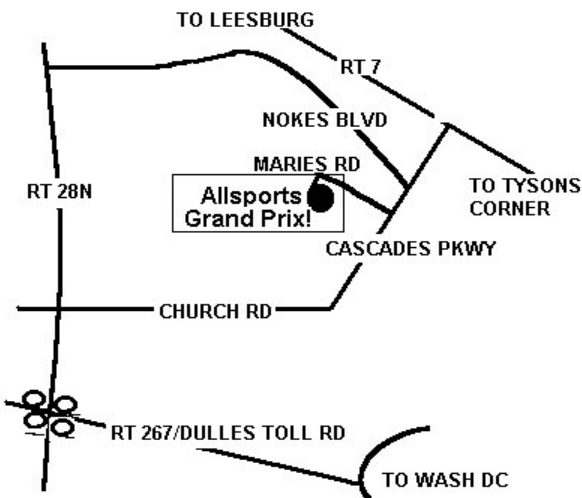 TO LEESBURG
RT 7
NOKES BLVD
MARIES RD
RT 28N
Allsports
Grand Prix!
TO TYSONS
CORNER
CASCADES PKWY
CHURCH RD
RT 267/DULLES TOLL RD
TO WASH DC